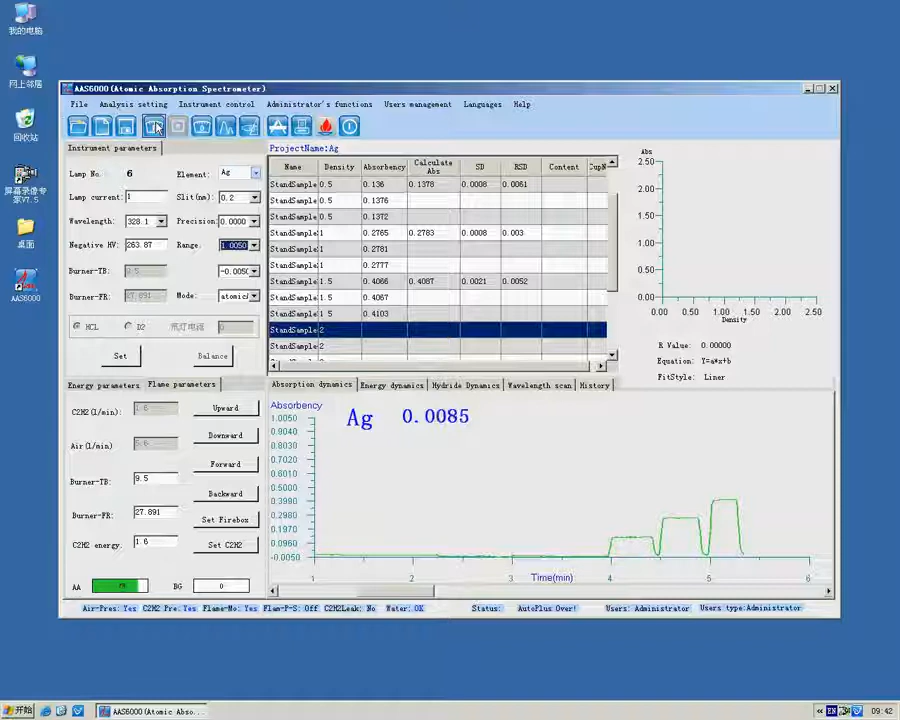 我的电脑
网上邻居
回收站
屏幕录像专
家V7.5
桌面
AAS6000
AAS6000(Atomic Absorption Spectrometer)
File Analysis setting Instrument control Administrator's functions Users management Languages Help
Instrument parameters
Lamp No. 6 Element: Ag
Lamp current: 1 Slit(nm): 0.2
Wavelength: 328.1 Precision: 0.0000
Negative HV: 263.87 Range: 1.0050
Burner-TB: 9.5 -0.005
Burner-FR: 27.891 Mode: atomic
HCL D2 氘灯电流 0
Set Balance
ProjectName:Ag
Name Density Absorbency Calculate Abs SD RSD Content CupN
StandSample 0.5 0.136 0.1378 0.0008 0.0061
StandSample 0.5 0.1376
StandSample 0.5 0.1372
StandSample 1 0.2765 0.2783 0.0008 0.003
StandSample 1 0.2781
StandSample 1 0.2777
StandSample 1.5 0.4066 0.4087 0.0021 0.0052
StandSample 1.5 0.4067
StandSample 1.5 0.4103
StandSample 2
StandSample 2
Abs
2.50
2.00
1.50
1.00
0.50
0.00
0.00 0.50 1.00 1.50 2.00 2.50
Density
R Value: 0.00000
Equation: Y=a*x+b
FitStyle: Liner
Energy parameters Flame parameters
C2H2(l/min): 1.6 Upward
Downward
Air(l/min) 5.6
Forward
Burner-TB: 9.5
Backward
Burner-FR: 27.891
Set Firebox
C2H2 energy. 1.6 Set C2H2
AA BG 0
Absorption dynamics Energy dynamics Hydride Dynamics Wavelength scan History
Absorbency
Ag 0.0085
1.0050
0.9040
0.8030
0.7020
0.6010
0.5000
0.3990
0.2980
0.1970
0.0960
-0.0050
1 2 3 4 5 6
Time(min)
Air-Pres: Yes C2H2 Pre: Yes Flame-Mo: Yes Flam-P-S: Off C2H2Leak: No Water: OK Status: AutoPlus Over! Users: Administrator Users type:Administrator
开始 AAS6000(Atomic Abso... « EN 09:42